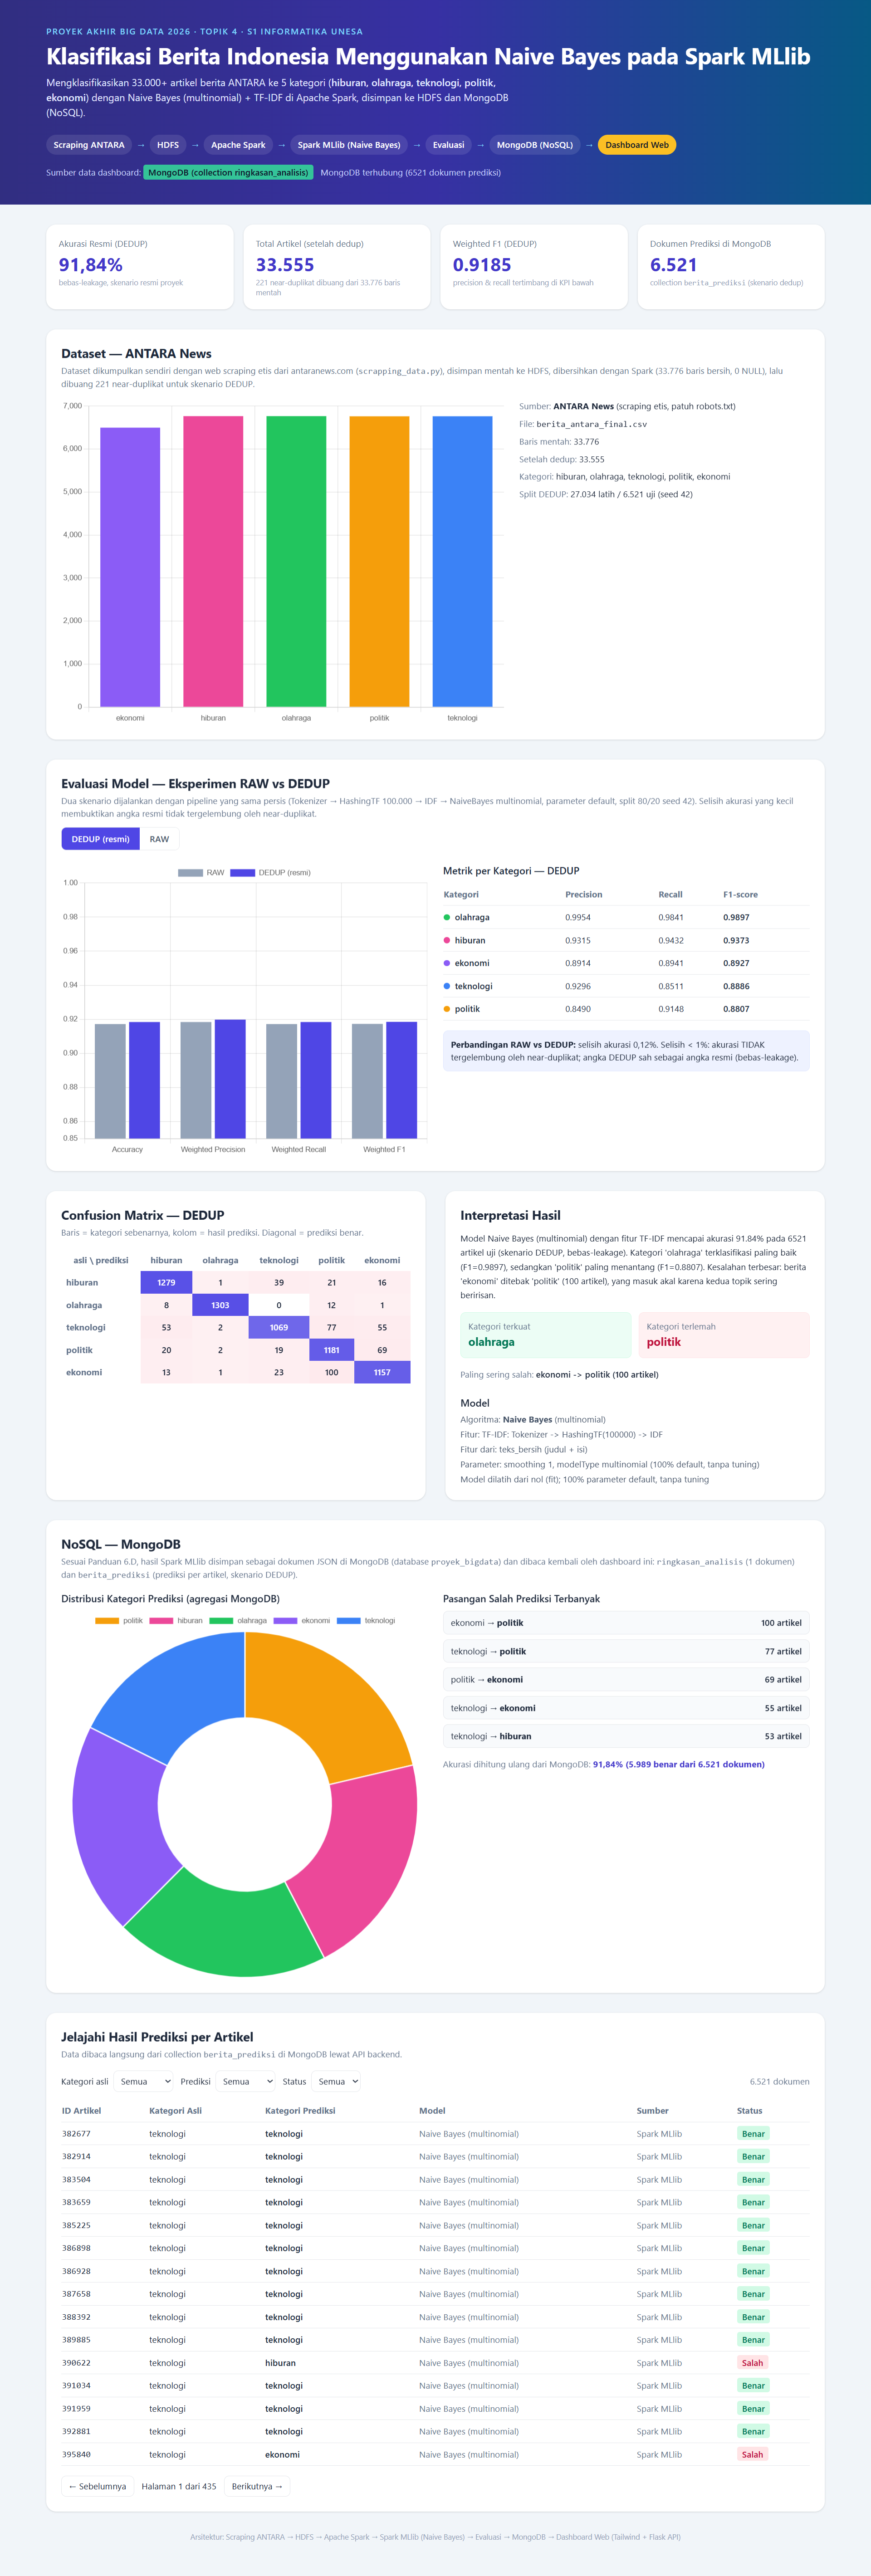 PROYEK AKHIR BIG DATA 2026 · TOPIK 4 · S1 INFORMATIKA UNESA
Klasifikasi Berita Indonesia Menggunakan Naive Bayes pada Spark MLlib
Mengklasifikasikan 33.000+ artikel berita ANTARA ke 5 kategori (hiburan, olahraga, teknologi, politik,
ekonomi) dengan Naive Bayes (multinomial) + TF-IDF di Apache Spark, disimpan ke HDFS dan MongoDB
(NoSQL).
Scraping ANTARA → HDFS → Apache Spark → Spark MLlib (Naive Bayes) → Evaluasi → MongoDB (NoSQL) → Dashboard Web
Sumber data dashboard: MongoDB (collection ringkasan_analisis) MongoDB terhubung (6521 dokumen prediksi)
Akurasi Resmi (DEDUP)
91,84%
bebas-leakage, skenario resmi proyek
Total Artikel (setelah dedup)
33.555
221 near-duplikat dibuang dari 33.776 baris
mentah
Weighted F1 (DEDUP)
0.9185
precision & recall tertimbang di KPI bawah
Dokumen Prediksi di MongoDB
6.521
collection berita_prediksi (skenario dedup)
Dataset — ANTARA News
Dataset dikumpulkan sendiri dengan web scraping etis dari antaranews.com (scrapping_data.py), disimpan mentah ke HDFS, dibersihkan dengan Spark (33.776 baris bersih, 0 NULL), lalu
dibuang 221 near-duplikat untuk skenario DEDUP.
7,000
6,000
5,000
4,000
3,000
2,000
1,000
0
ekonomi hiburan olahraga politik teknologi
Sumber: ANTARA News (scraping etis, patuh robots.txt)
File: berita_antara_final.csv
Baris mentah: 33.776
Setelah dedup: 33.555
Kategori: hiburan, olahraga, teknologi, politik, ekonomi
Split DEDUP: 27.034 latih / 6.521 uji (seed 42)
Evaluasi Model — Eksperimen RAW vs DEDUP
Dua skenario dijalankan dengan pipeline yang sama persis (Tokenizer → HashingTF 100.000 → IDF → NaiveBayes multinomial, parameter default, split 80/20 seed 42). Selisih akurasi yang kecil
membuktikan angka resmi tidak tergelembung oleh near-duplikat.
DEDUP (resmi) RAW
RAW DEDUP (resmi)
1.00
0.98
0.96
0.94
0.92
0.90
0.88
0.86
0.85
Accuracy Weighted Precision Weighted Recall Weighted F1
Metrik per Kategori — DEDUP
Kategori Precision Recall F1-score
olahraga 0.9954 0.9841 0.9897
hiburan 0.9315 0.9432 0.9373
ekonomi 0.8914 0.8941 0.8927
teknologi 0.9296 0.8511 0.8886
politik 0.8490 0.9148 0.8807
Perbandingan RAW vs DEDUP: selisih akurasi 0,12%. Selisih < 1%: akurasi TIDAK
tergelembung oleh near-duplikat; angka DEDUP sah sebagai angka resmi (bebas-leakage).
Confusion Matrix — DEDUP
Baris = kategori sebenarnya, kolom = hasil prediksi. Diagonal = prediksi benar.
asli \ prediksi hiburan olahraga teknologi politik ekonomi
hiburan 1279 1 39 21 16
olahraga 8 1303 0 12 1
teknologi 53 2 1069 77 55
politik 20 2 19 1181 69
ekonomi 13 1 23 100 1157
Interpretasi Hasil
Model Naive Bayes (multinomial) dengan fitur TF-IDF mencapai akurasi 91.84% pada 6521
artikel uji (skenario DEDUP, bebas-leakage). Kategori 'olahraga' terklasifikasi paling baik
(F1=0.9897), sedangkan 'politik' paling menantang (F1=0.8807). Kesalahan terbesar: berita
'ekonomi' ditebak 'politik' (100 artikel), yang masuk akal karena kedua topik sering
beririsan.
Kategori terkuat
olahraga
Kategori terlemah
politik
Paling sering salah: ekonomi -> politik (100 artikel)
Model
Algoritma: Naive Bayes (multinomial)
Fitur: TF-IDF: Tokenizer -> HashingTF(100000) -> IDF
Fitur dari: teks_bersih (judul + isi)
Parameter: smoothing 1, modelType multinomial (100% default, tanpa tuning)
Model dilatih dari nol (fit); 100% parameter default, tanpa tuning
NoSQL — MongoDB
Sesuai Panduan 6.D, hasil Spark MLlib disimpan sebagai dokumen JSON di MongoDB (database proyek_bigdata) dan dibaca kembali oleh dashboard ini: ringkasan_analisis (1 dokumen)
dan berita_prediksi (prediksi per artikel, skenario DEDUP).
Distribusi Kategori Prediksi (agregasi MongoDB)
politik hiburan olahraga ekonomi teknologi
Pasangan Salah Prediksi Terbanyak
ekonomi → politik 100 artikel
teknologi → politik 77 artikel
politik → ekonomi 69 artikel
teknologi → ekonomi 55 artikel
teknologi → hiburan 53 artikel
Akurasi dihitung ulang dari MongoDB: 91,84% (5.989 benar dari 6.521 dokumen)
Jelajahi Hasil Prediksi per Artikel
Data dibaca langsung dari collection berita_prediksi di MongoDB lewat API backend.
Kategori asli Semua Prediksi Semua Status Semua 6.521 dokumen
ID Artikel Kategori Asli Kategori Prediksi Model Sumber Status
382677 teknologi teknologi Naive Bayes (multinomial) Spark MLlib Benar
382914 teknologi teknologi Naive Bayes (multinomial) Spark MLlib Benar
383504 teknologi teknologi Naive Bayes (multinomial) Spark MLlib Benar
383659 teknologi teknologi Naive Bayes (multinomial) Spark MLlib Benar
385225 teknologi teknologi Naive Bayes (multinomial) Spark MLlib Benar
386898 teknologi teknologi Naive Bayes (multinomial) Spark MLlib Benar
386928 teknologi teknologi Naive Bayes (multinomial) Spark MLlib Benar
387658 teknologi teknologi Naive Bayes (multinomial) Spark MLlib Benar
388392 teknologi teknologi Naive Bayes (multinomial) Spark MLlib Benar
389885 teknologi teknologi Naive Bayes (multinomial) Spark MLlib Benar
390622 teknologi hiburan Naive Bayes (multinomial) Spark MLlib Salah
391034 teknologi teknologi Naive Bayes (multinomial) Spark MLlib Benar
391959 teknologi teknologi Naive Bayes (multinomial) Spark MLlib Benar
392881 teknologi teknologi Naive Bayes (multinomial) Spark MLlib Benar
395840 teknologi ekonomi Naive Bayes (multinomial) Spark MLlib Salah
← Sebelumnya Halaman 1 dari 435 Berikutnya →
Arsitektur: Scraping ANTARA → HDFS → Apache Spark → Spark MLlib (Naive Bayes) → Evaluasi → MongoDB → Dashboard Web (Tailwind + Flask API)